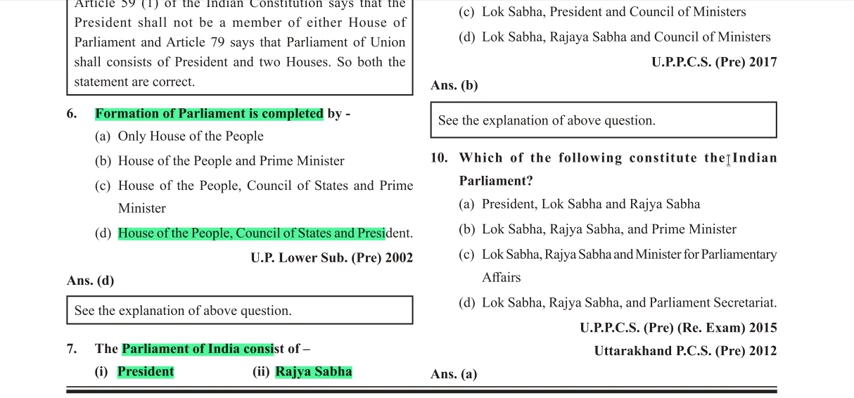 Article 59 (1) of the Indian Constitution says that the
President shall not be a member of either House of
Parliament and Article 79 says that Parliament of Union
shall consists of President and two Houses. So both the
statement are correct.
6. Formation of Parliament is completed by -
(a) Only House of the People
(b) House of the People and Prime Minister
(c) House of the People, Council of States and Prime
Minister
(d) House of the People, Council of States and President.
U.P. Lower Sub. (Pre) 2002
Ans. (d)
See the explanation of above question.
7. The Parliament of India consist of –
(i) President (ii) Rajya Sabha
(c) Lok Sabha, President and Council of Ministers
(d) Lok Sabha, Rajaya Sabha and Council of Ministers
U.P.P.C.S. (Pre) 2017
Ans. (b)
See the explanation of above question.
10. Which of the following constitute the Indian
Parliament?
(a) President, Lok Sabha and Rajya Sabha
(b) Lok Sabha, Rajya Sabha, and Prime Minister
(c) Lok Sabha, Rajya Sabha and Minister for Parliamentary
Affairs
(d) Lok Sabha, Rajya Sabha, and Parliament Secretariat.
U.P.P.C.S. (Pre) (Re. Exam) 2015
Uttarakhand P.C.S. (Pre) 2012
Ans. (a)